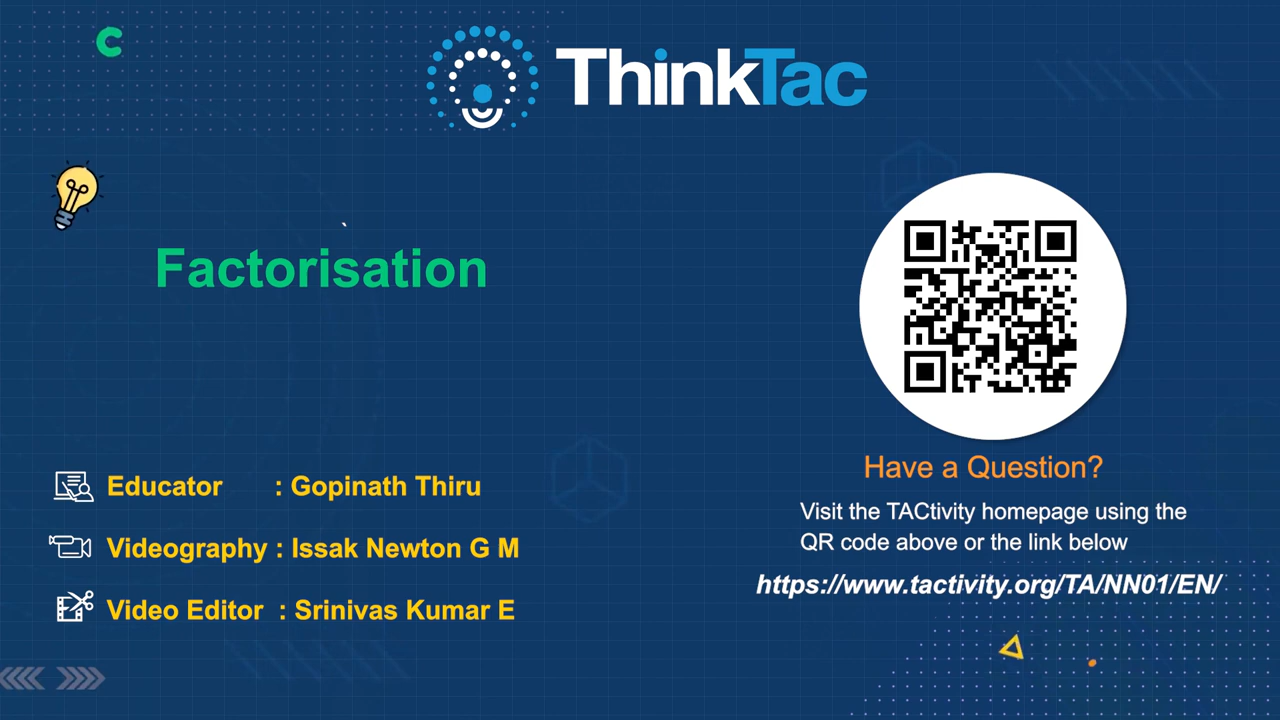 ThinkTac
Factorisation
Educator : Gopinath Thiru
Videography : Issak Newton G M
Video Editor : Srinivas Kumar E
Have a Question?
Visit the TACtivity homepage using the
QR code above or the link below
https://www.tactivity.org/TA/NN01/EN/